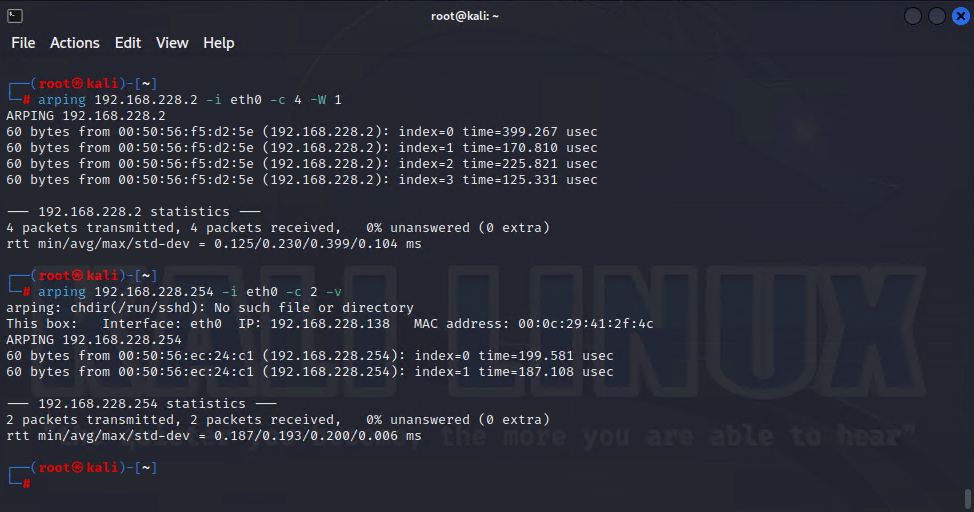 root@kali: ~
File Actions Edit View Help
┌──(root㉿kali)-[~]
└─# arping 192.168.228.2 -i eth0 -c 4 -W 1
ARPING 192.168.228.2
60 bytes from 00:50:56:f5:d2:5e (192.168.228.2): index=0 time=399.267 usec
60 bytes from 00:50:56:f5:d2:5e (192.168.228.2): index=1 time=170.810 usec
60 bytes from 00:50:56:f5:d2:5e (192.168.228.2): index=2 time=225.821 usec
60 bytes from 00:50:56:f5:d2:5e (192.168.228.2): index=3 time=125.331 usec
--- 192.168.228.2 statistics ---
4 packets transmitted, 4 packets received,   0% unanswered (0 extra)
rtt min/avg/max/std-dev = 0.125/0.230/0.399/0.104 ms
┌──(root㉿kali)-[~]
└─# arping 192.168.228.254 -i eth0 -c 2 -v
arping: chdir(/run/sshd): No such file or directory
This box:   Interface: eth0  IP: 192.168.228.138   MAC address: 00:0c:29:41:2f:4c
ARPING 192.168.228.254
60 bytes from 00:50:56:ec:24:c1 (192.168.228.254): index=0 time=199.581 usec
60 bytes from 00:50:56:ec:24:c1 (192.168.228.254): index=1 time=187.108 usec
KALI LINUX
--- 192.168.228.254 statistics ---
2 packets transmitted, 2 packets received,   0% unanswered (0 extra)
rtt min/avg/max/std-dev = 0.187/0.193/0.200/0.006 ms
the more you are able to hear"
┌──(root㉿kali)-[~]
└─#